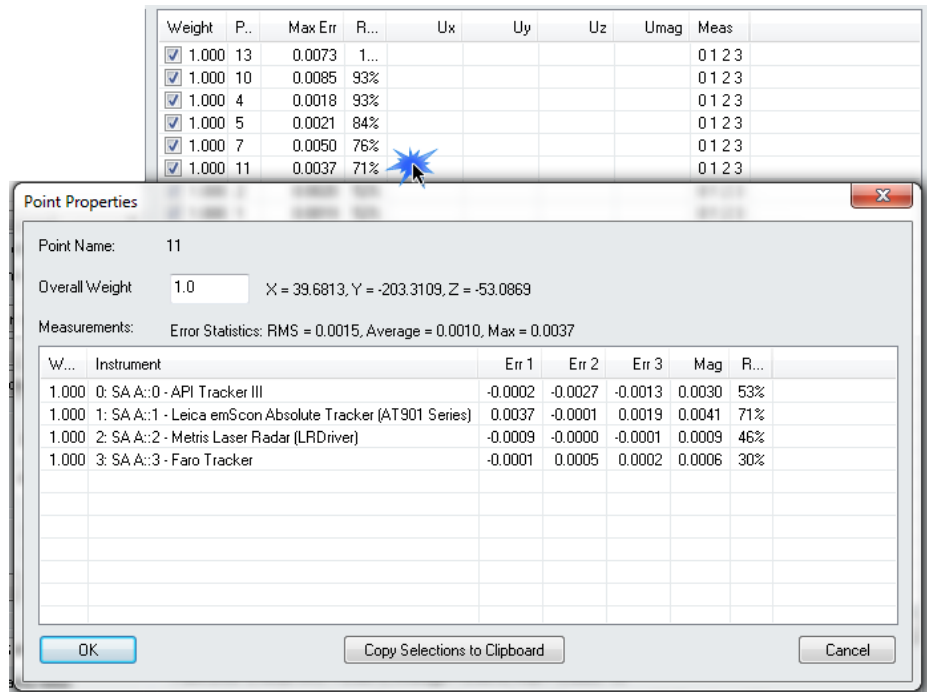 Weight P.. Max Err R... Ux Uy Uz Umag Meas
1.000 13 0.0073 1... 0 1 2 3
1.000 10 0.0085 93% 0 1 2 3
1.000 4 0.0018 93% 0 1 2 3
1.000 5 0.0021 84% 0 1 2 3
1.000 7 0.0050 76% 0 1 2 3
1.000 11 0.0037 71% 0 1 2 3
Point Properties
Point Name: 11
Overall Weight 1.0 X = 39.6813, Y = -203.3109, Z = -53.0869
Measurements: Error Statistics: RMS = 0.0015, Average = 0.0010, Max = 0.0037
W... Instrument Err 1 Err 2 Err 3 Mag R...
1.000 0: SA A::0 - API Tracker III -0.0002 -0.0027 -0.0013 0.0030 53%
1.000 1: SA A::1 - Leica emScon Absolute Tracker (AT901 Series) 0.0037 -0.0001 0.0019 0.0041 71%
1.000 2: SA A::2 - Metris Laser Radar (LRDriver) -0.0009 -0.0000 -0.0001 0.0009 46%
1.000 3: SA A::3 - Faro Tracker -0.0001 0.0005 0.0002 0.0006 30%
OK Copy Selections to Clipboard Cancel